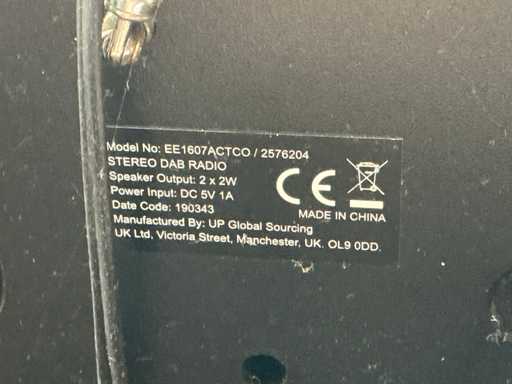 Model No: EE1607ACTCO / 2576204
STEREO DAB RADIO
Speaker Output: 2 x 2W
Power Input: DC 5V 1A
Date Code: 190343
CE
MADE IN CHINA
Manufactured By: UP Global Sourcing
UK Ltd, Victoria Street, Manchester, UK. OL9 0DD.